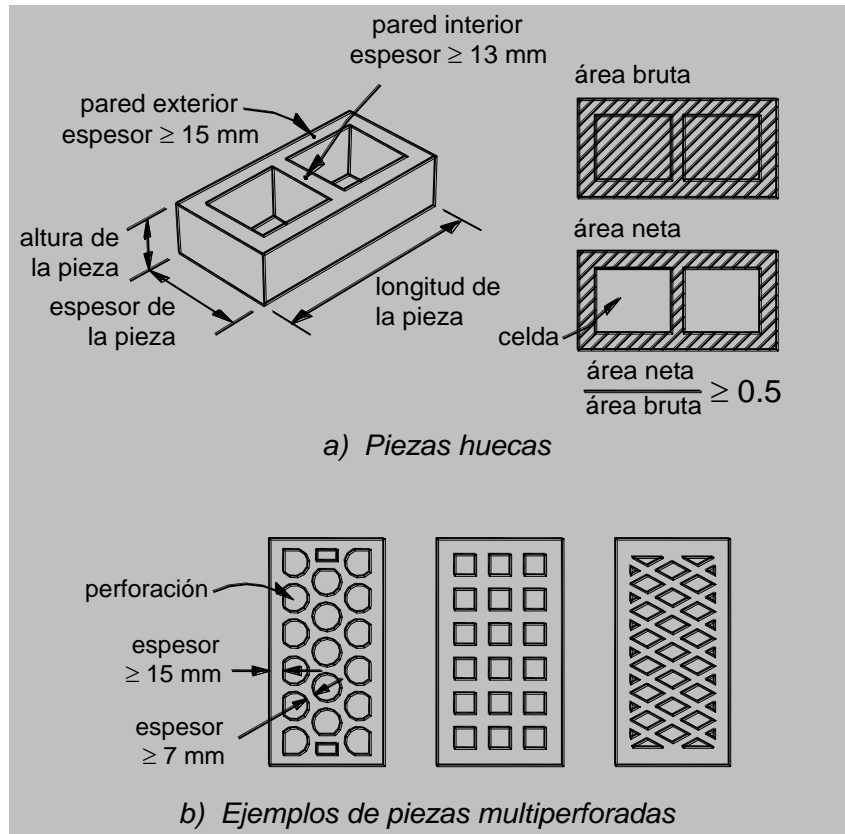 pared interior
espesor ≥ 13 mm
pared exterior
espesor ≥ 15 mm
altura de
la pieza
espesor de
la pieza
longitud de
la pieza
área bruta
área neta
celda
área neta
área bruta
≥ 0.5
a) Piezas huecas
perforación
espesor
≥ 15 mm
espesor
≥ 7 mm
b) Ejemplos de piezas multiperforadas